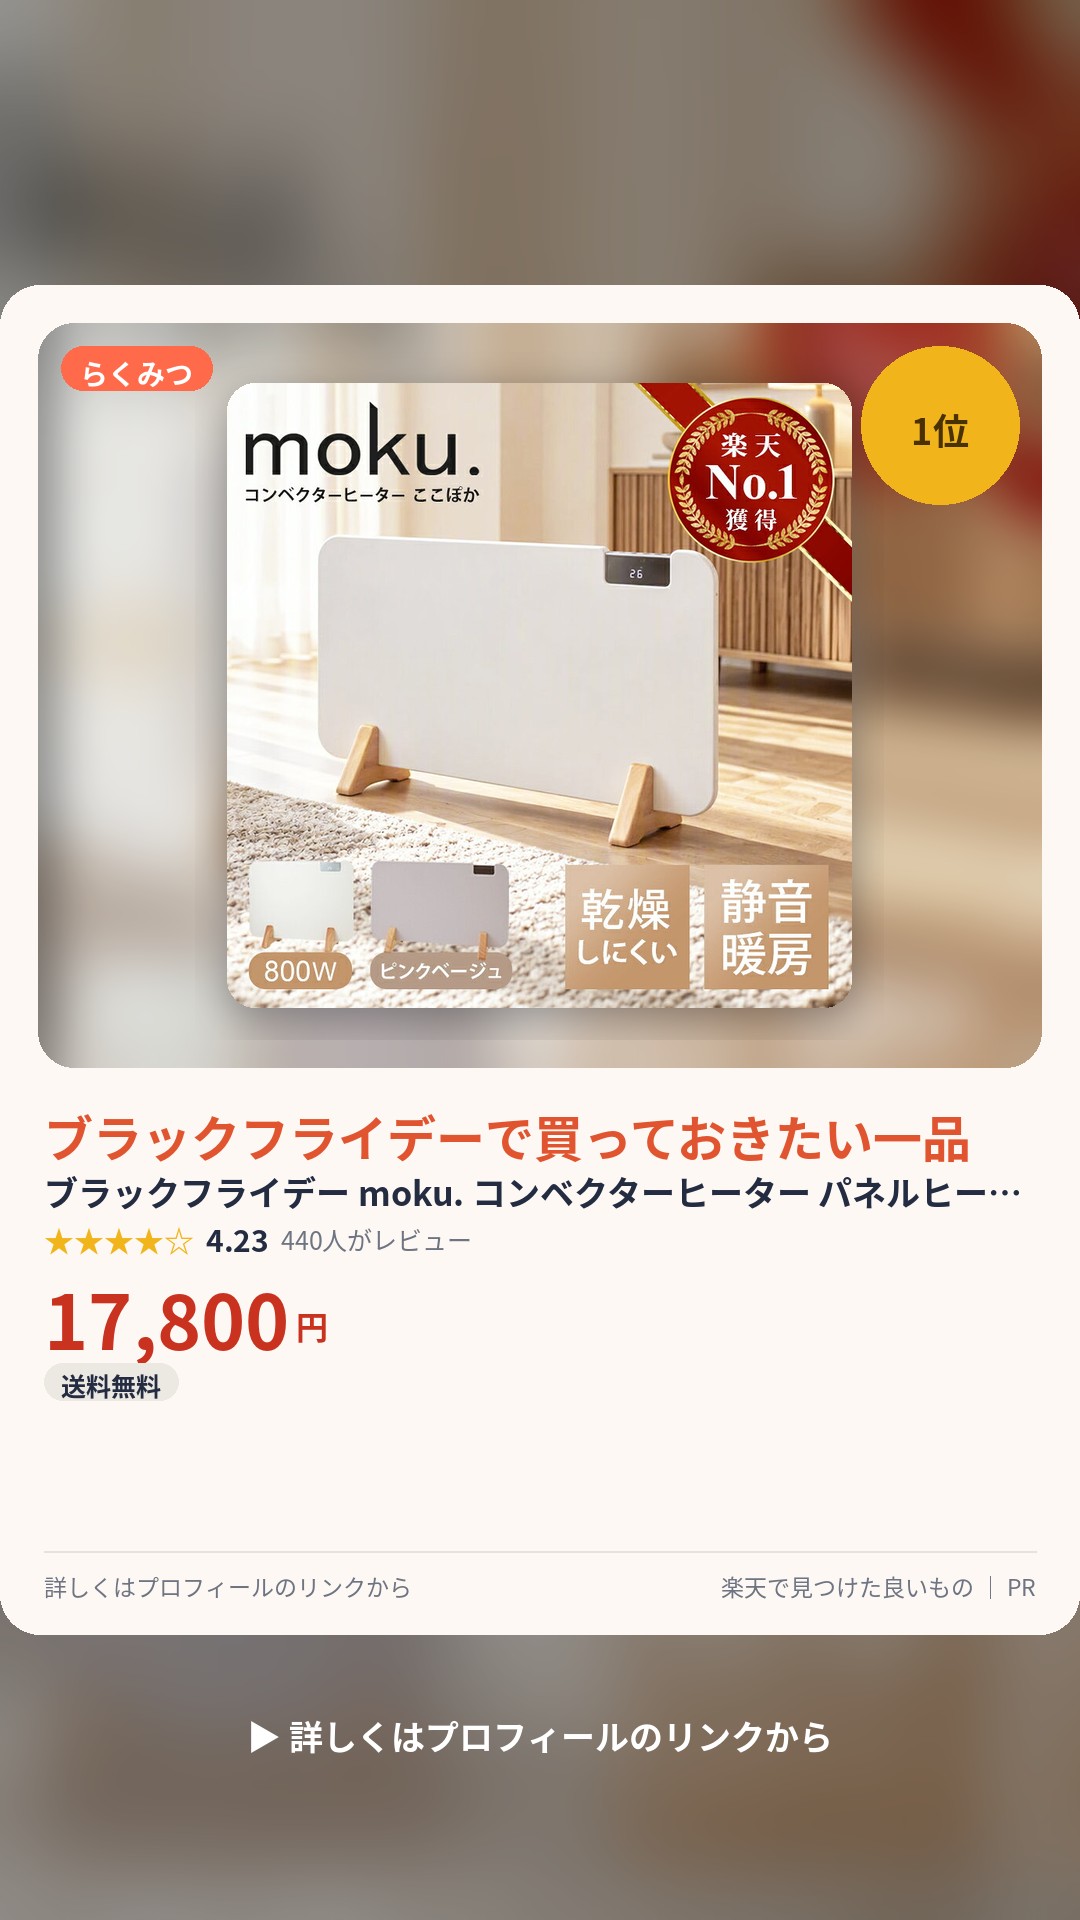 らくみつ
1位
moku.
コンベクターヒーター ここぽか
楽天
No.1
獲得
26
乾燥
しにくい
静音
暖房
800W
ピンクベージュ
ブラックフライデーで買っておきたい一品
ブラックフライデー moku. コンベクターヒーター パネルヒー…
★★★★☆ 4.23 440人がレビュー
17,800円
送料無料
詳しくはプロフィールのリンクから
楽天で見つけた良いもの｜PR
▶ 詳しくはプロフィールのリンクから